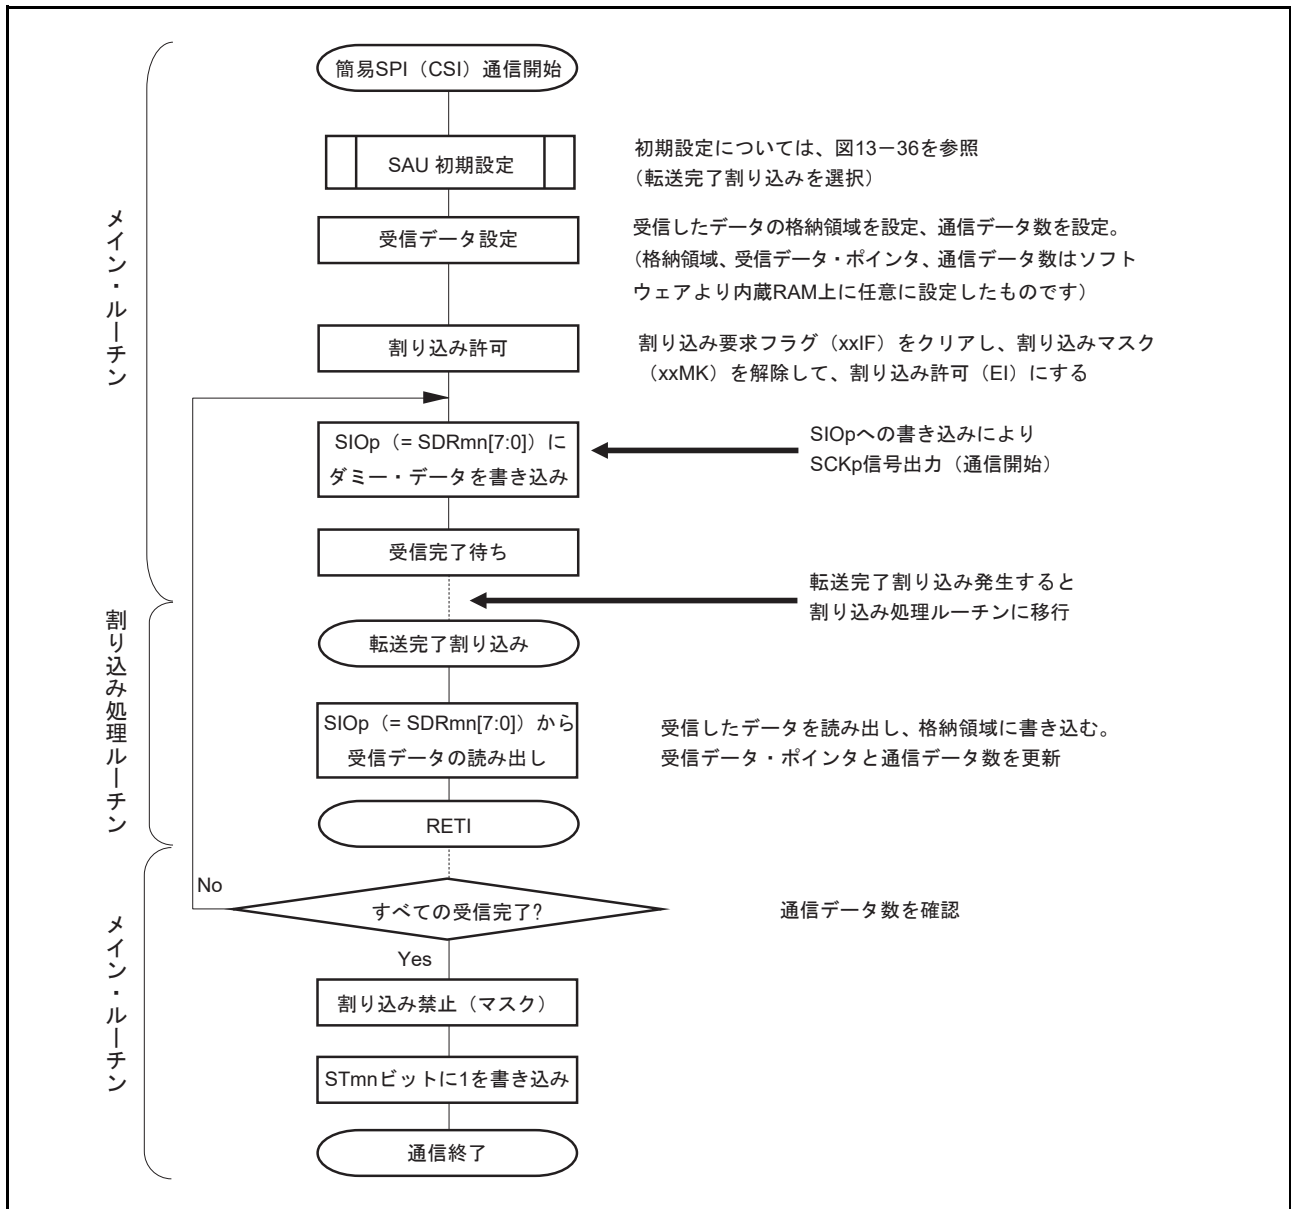 簡易SPI（CSI）通信開始
SAU 初期設定
初期設定については、図13－36を参照
（転送完了割り込みを選択）
メイン・ルーチン
受信データ設定
受信したデータの格納領域を設定、通信データ数を設定。
（格納領域、受信データ・ポインタ、通信データ数はソフト
ウェアより内蔵RAM上に任意に設定したものです）
割り込み許可
割り込み要求フラグ（xxIF）をクリアし、割り込みマスク
（xxMK）を解除して、割り込み許可（EI）にする
SIOp（= SDRmn[7:0]）に
ダミー・データを書き込み
SIOpへの書き込みにより
SCKp信号出力（通信開始）
受信完了待ち
転送完了割り込み発生すると
割り込み処理ルーチンに移行
割り込み処理ルーチン
転送完了割り込み
SIOp（= SDRmn[7:0]）から
受信データの読み出し
受信したデータを読み出し、格納領域に書き込む。
受信データ・ポインタと通信データ数を更新
RETI
No
すべての受信完了?
通信データ数を確認
メイン・ルーチン
Yes
割り込み禁止（マスク）
STmnビットに1を書き込み
通信終了